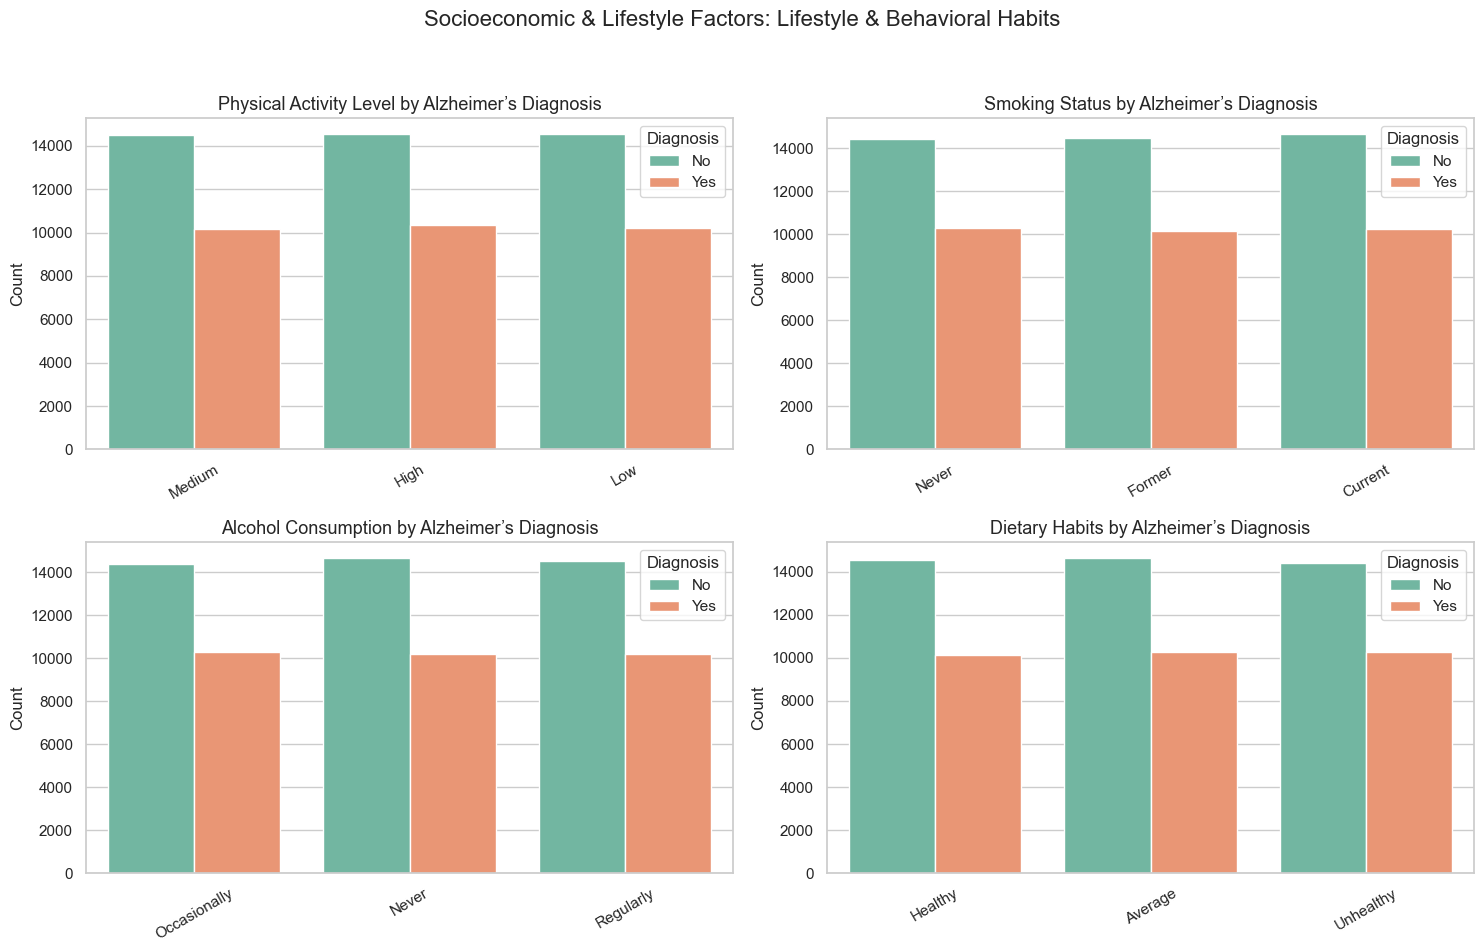 Socioeconomic & Lifestyle Factors: Lifestyle & Behavioral Habits
Physical Activity Level by Alzheimer’s Diagnosis
Count
14000
12000
10000
8000
6000
4000
2000
0
Medium
High
Low
Diagnosis
No
Yes
Smoking Status by Alzheimer’s Diagnosis
Count
14000
12000
10000
8000
6000
4000
2000
0
Never
Former
Current
Diagnosis
No
Yes
Alcohol Consumption by Alzheimer’s Diagnosis
Count
14000
12000
10000
8000
6000
4000
2000
0
Occasionally
Never
Regularly
Diagnosis
No
Yes
Dietary Habits by Alzheimer’s Diagnosis
Count
14000
12000
10000
8000
6000
4000
2000
0
Healthy
Average
Unhealthy
Diagnosis
No
Yes